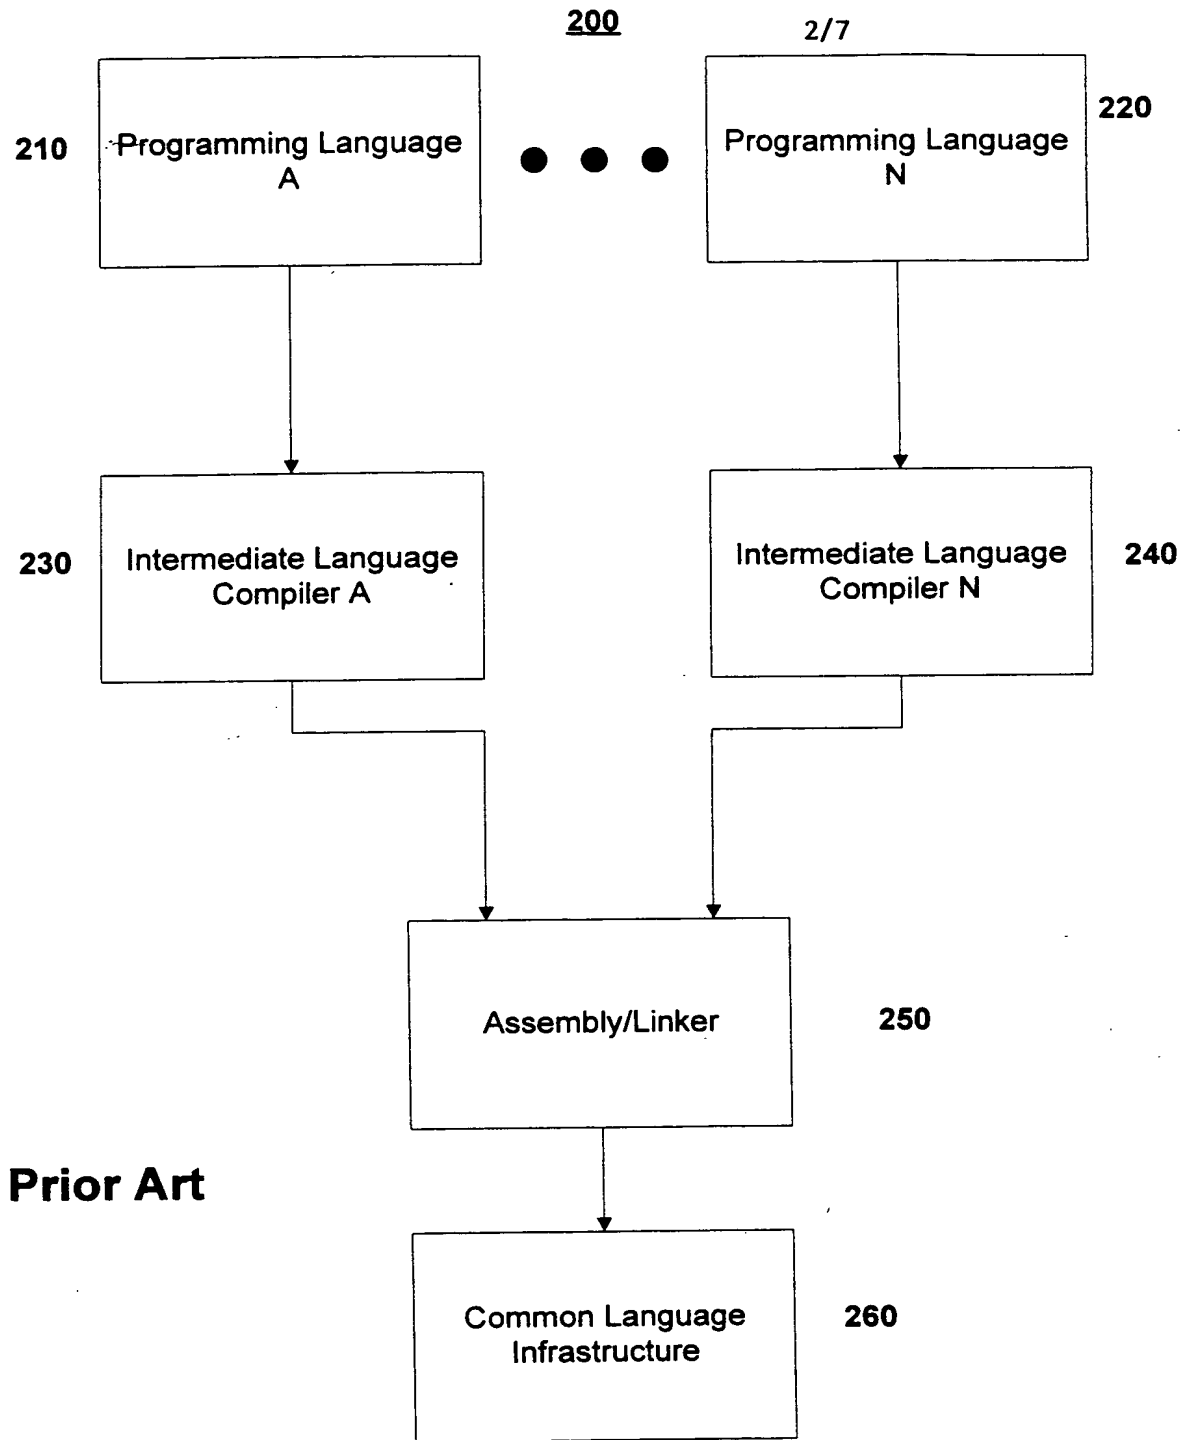 200
2/7
210
Programming Language
A
Programming Language
N
220
230
Intermediate Language
Compiler A
Intermediate Language
Compiler N
240
Assembly/Linker
250
Prior Art
Common Language
Infrastructure
260